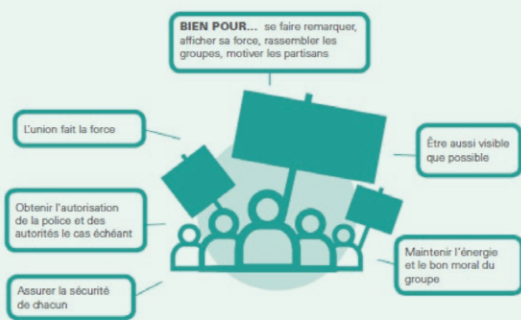 BIEN POUR... se faire remarquer,
afficher sa force, rassembler les
groupes, motiver les partisans
L'union fait la force
Être aussi visible
que possible
Obtenir l'autorisation
de la police et des
autorités le cas échéant
Maintenir l'énergie
et le bon moral du
groupe
Assurer la sécurité
de chacun